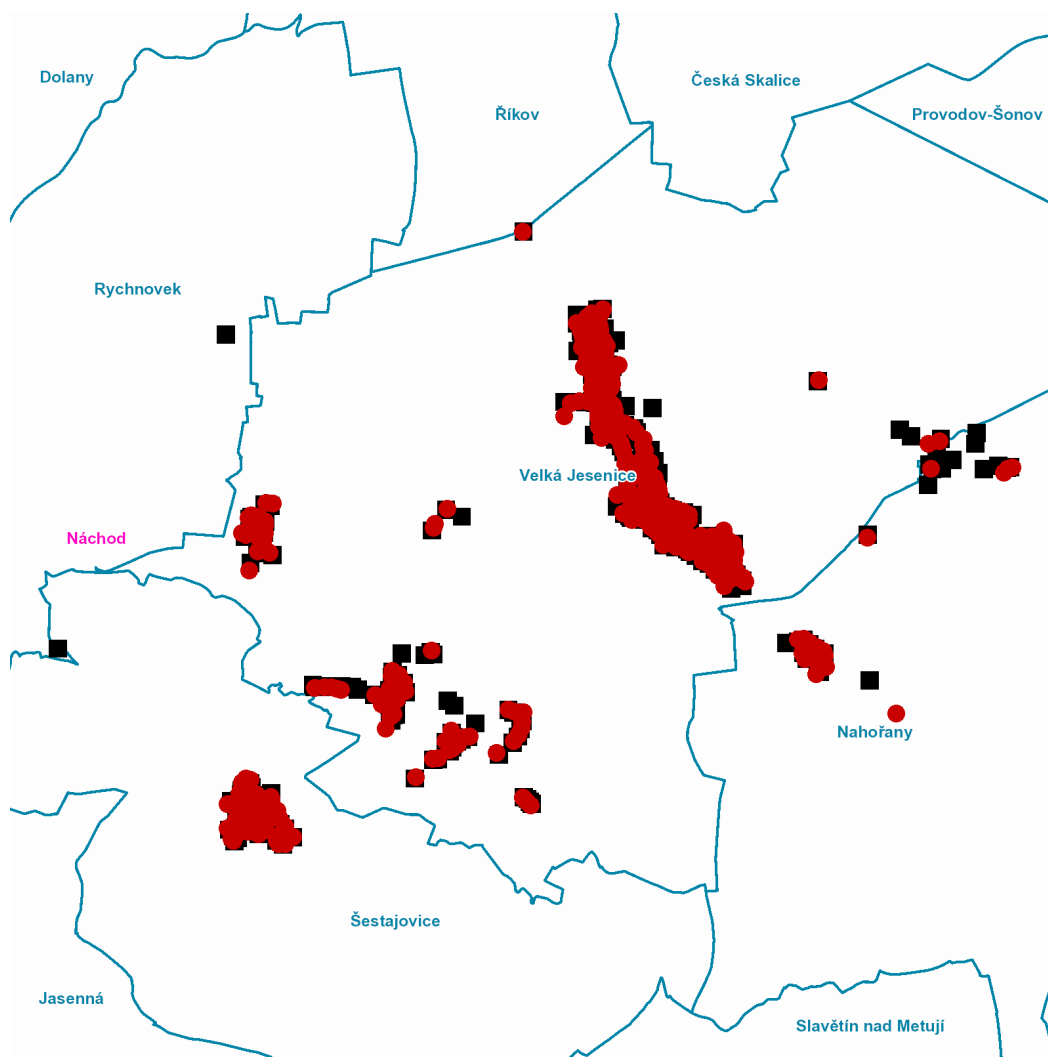 Dolany
Česká Skalice
Říkov
Provodov-Šonov
Rychnovek
Velká Jesenice
Náchod
Nahořany
Šestajovice
Jasenná
Slavětín nad Metují